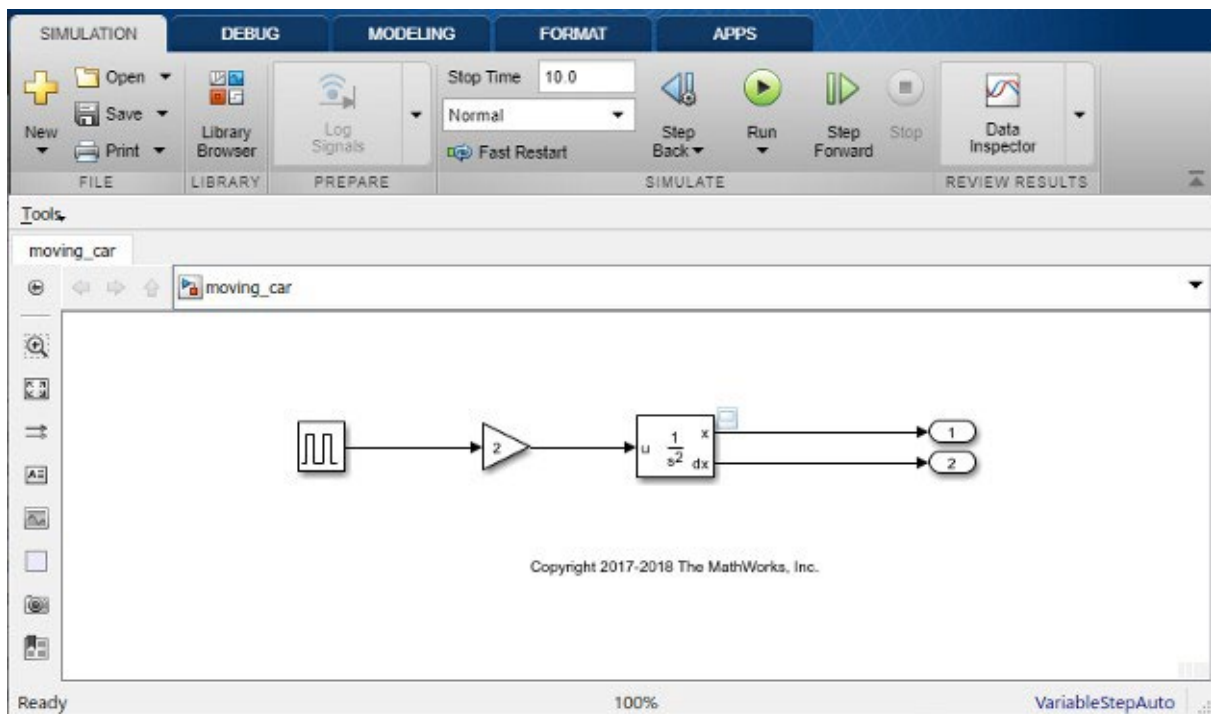 SIMULATION DEBUG MODELING FORMAT APPS
New
Open
Save
Print
FILE
Library
Browser
LIBRARY
Log
Signals
PREPARE
Stop Time 10.0
Normal
Fast Restart
Step
Back
Run
Step
Forward
Stop
SIMULATE
Data
Inspector
REVIEW RESULTS
Tools
moving_car
moving_car
2
u 1 s2 x dx
1
2
Copyright 2017-2018 The MathWorks, Inc.
Ready 100% VariableStepAuto